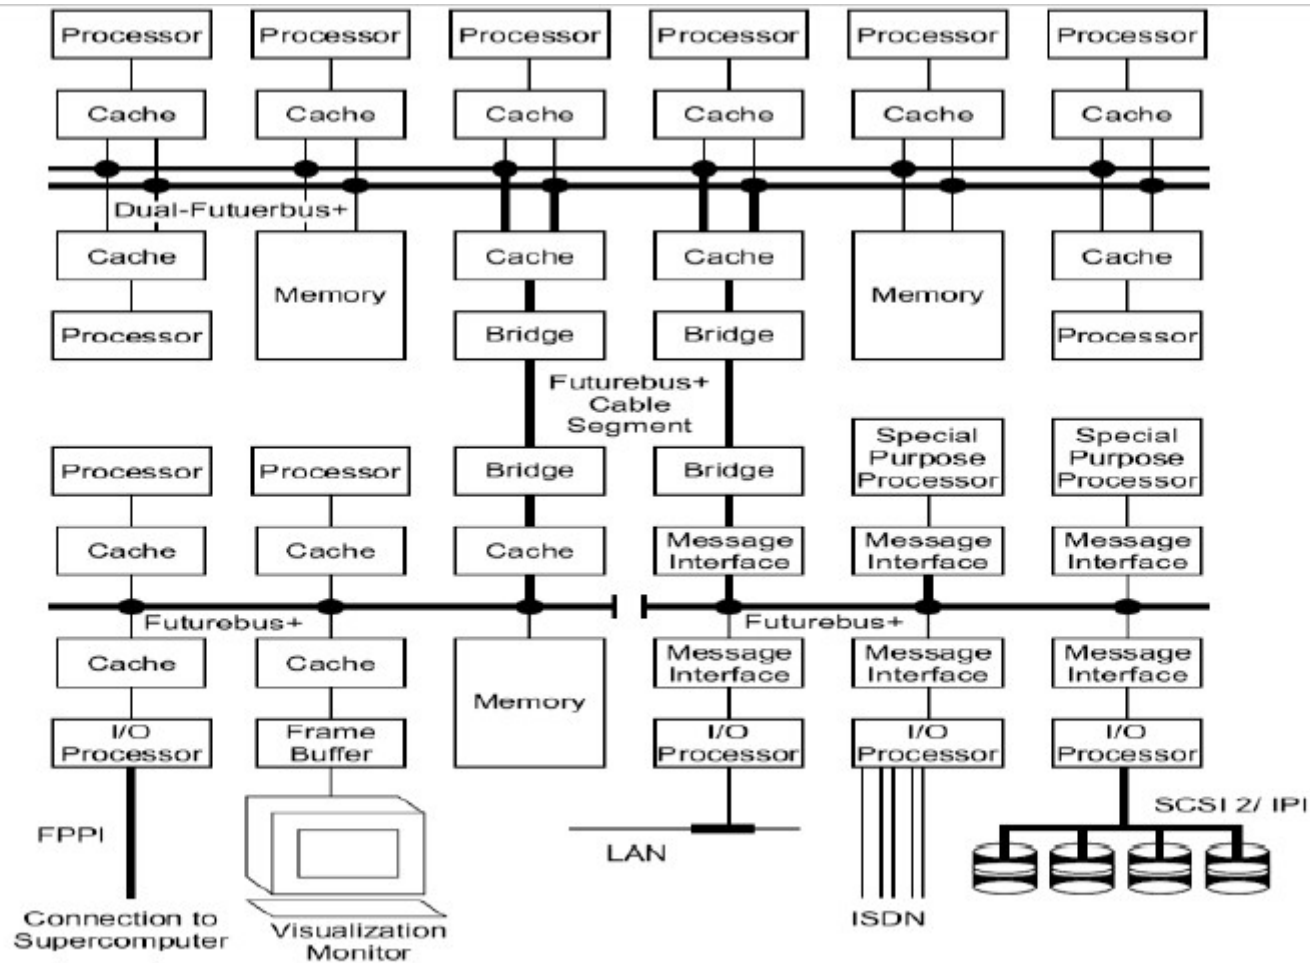 Processor
Processor
Processor
Processor
Processor
Processor
Cache
Cache
Cache
Cache
Cache
Cache
Dual-Futuerbus+
Cache
Memory
Cache
Cache
Memory
Cache
Processor
Bridge
Bridge
Processor
Futurebus+
Cable
Segment
Processor
Processor
Bridge
Bridge
Special
Purpose
Processor
Special
Purpose
Processor
Cache
Cache
Cache
Message
Interface
Message
Interface
Message
Interface
Futurebus+
Futurebus+
Cache
Cache
Memory
Message
Interface
Message
Interface
Message
Interface
I/O
Processor
Frame
Buffer
I/O
Processor
I/O
Processor
I/O
Processor
FPPI
LAN
SCSI 2/ IPI
ISDN
Connection to
Supercomputer
Visualization
Monitor